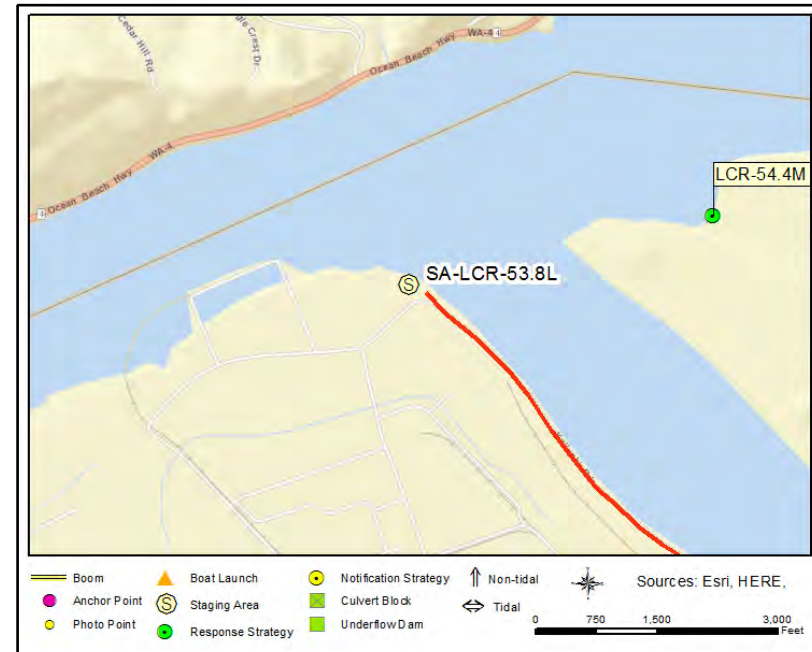 Cedar Hill Rd
Crest Dr
Ocean Beach Hwy WA-4 4
LCR-54.4M
WA-4
4 Ocean Beach Hwy
SA-LCR-53.8L
S
Boom
Boat Launch
Notification Strategy
Non-tidal
Sources: Esri, HERE,
Anchor Point
S Staging Area
Culvert Block
Tidal
Photo Point
Response Strategy
Underflow Dam
0 750 1,500 3,000
Feet